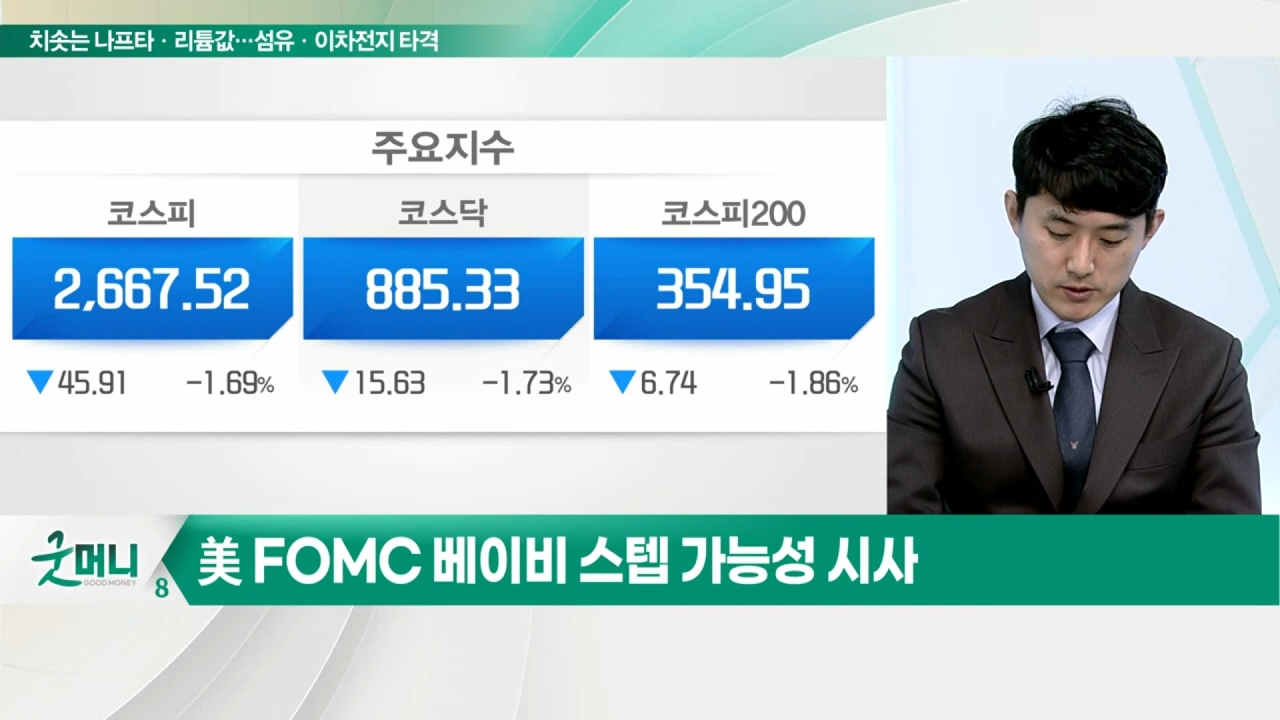 치솟는 나프타·리튬값…섬유·이차전지 타격
주요지수
코스피 코스닥 코스피200
2,667.52 885.33 354.95
▼45.91 -1.69% ▼15.63 -1.73% ▼6.74 -1.86%
굿머니 GOOD MONEY 8
美 FOMC 베이비 스텝 가능성 시사